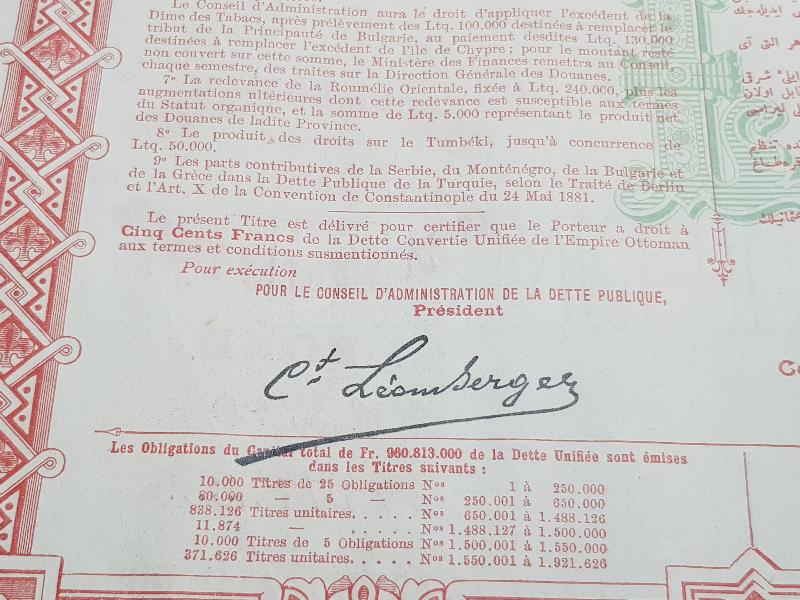 Le Conseil d'Administration aura le droit d'appliquer l'excédent de la
Dîme des Tabacs, après prélèvement des Ltq. 100.000 destinées à remplacer le
tribut de la Principauté de Bulgarie, au paiement desdites Ltq. 130.000
destinées à remplacer l'excédent de l'île de Chypre; pour le montant resté
non couvert sur cette somme, le Ministère des Finances remettra au Conseil,
chaque semestre, des traites sur la Direction Générale des Douanes.
7º La redevance de la Roumélie Orientale, fixée à Ltq. 240.000, plus les
augmentations ultérieures dont cette redevance est susceptible aux termes
du Statut organique, et la somme de Ltq. 5.000 représentant le produit net
des Douanes de ladite Province.
8º Le produit des droits sur le Tumbéki, jusqu'à concurrence de
Ltq. 50.000.
9º Les parts contributives de la Serbie, du Monténégro, de la Bulgarie et
de la Grèce dans la Dette Publique de la Turquie, selon le Traité de Berlin
et l'Art. X de la Convention de Constantinople du 24 Mai 1881.
Le présent Titre est délivré pour certifier que le Porteur a droit à
Cinq Cents Francs de la Dette Convertie Unifiée de l'Empire Ottoman
aux termes et conditions susmentionnés.
Pour exécution
POUR LE CONSEIL D'ADMINISTRATION DE LA DETTE PUBLIQUE,
Président
Ct. Léon Berger
Les Obligations du Capital total de Fr. 960.813.000 de la Dette Unifiée sont émises
dans les Titres suivants :
10.000 Titres de 25 Obligations Nos 1 à 250.000
80.000 — 5 — Nos 250.001 à 650.000
838.126 Titres unitaires. . . . . Nos 650.001 à 1.488.126
11.874 — . . . . . Nos 1.488.127 à 1.500.000
10.000 Titres de 5 Obligations Nos 1.500.001 à 1.550.000
371.626 Titres unitaires. . . . . Nos 1.550.001 à 1.921.626